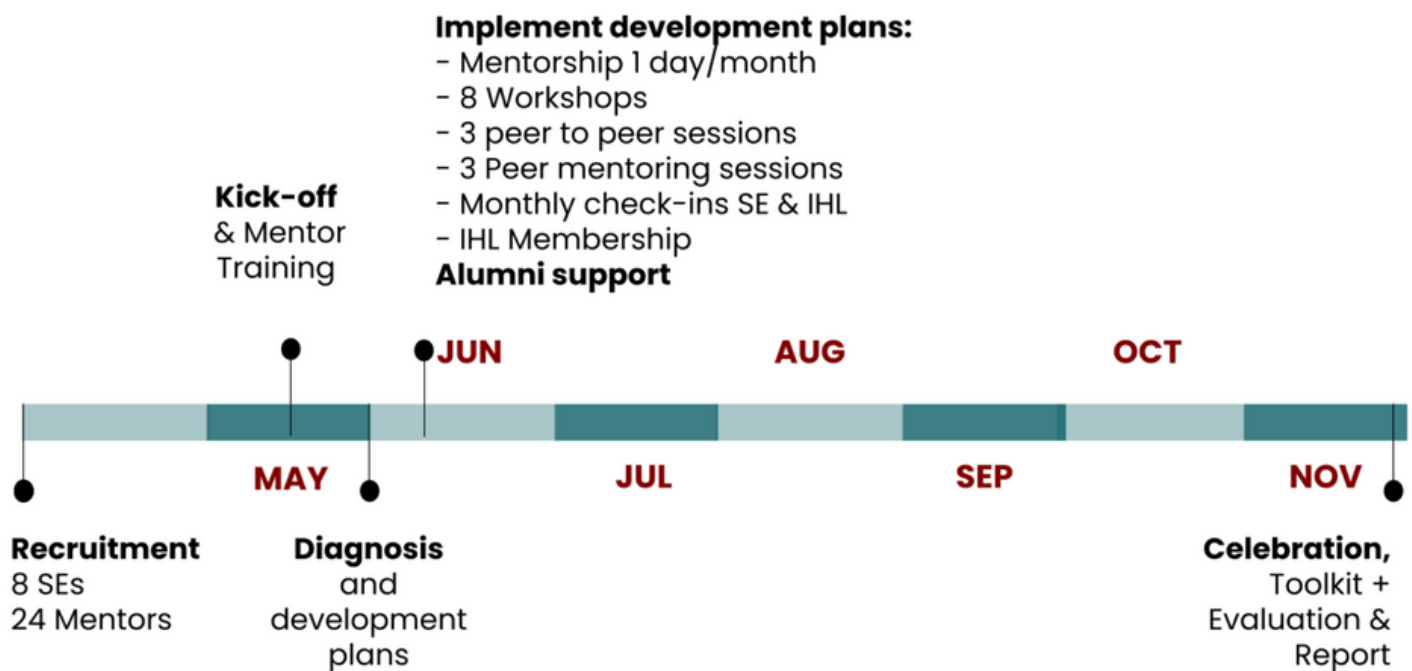 Implement development plans:
- Mentorship 1 day/month
- 8 Workshops
- 3 peer to peer sessions
- 3 Peer mentoring sessions
- Monthly check-ins SE & IHL
- IHL Membership
Alumni support
Kick-off
& Mentor
Training
JUN
AUG
OCT
MAY
JUL
SEP
NOV
Recruitment
8 SEs
24 Mentors
Diagnosis
and
development
plans
Celebration,
Toolkit +
Evaluation &
Report